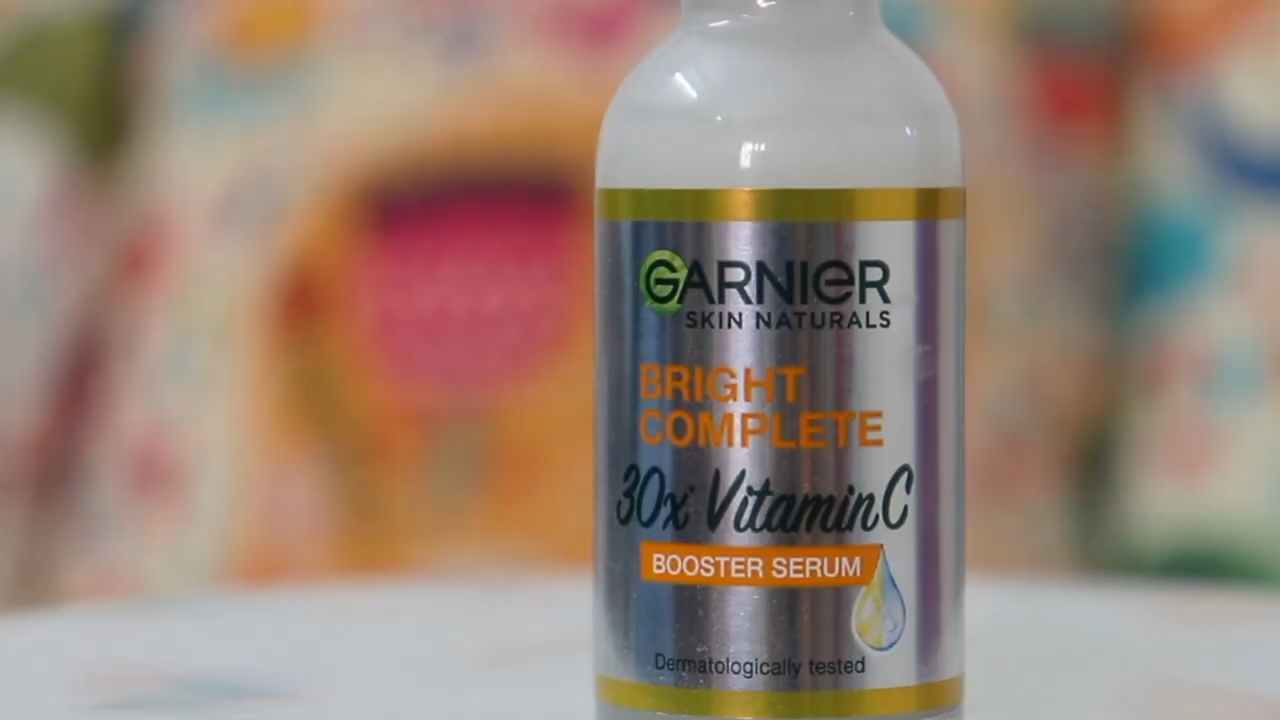 GARNIER
SKIN NATURALS
BRIGHT
COMPLETE
30x Vitamin C
BOOSTER SERUM
Dermatologically tested